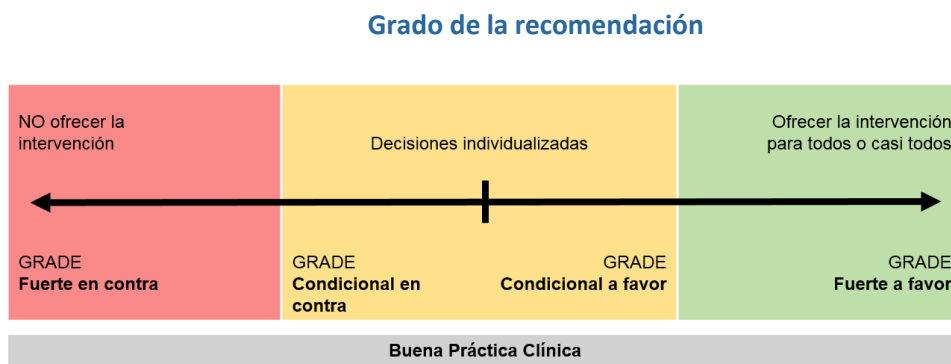 Grado de la recomendación
NO ofrecer la
intervención
Decisiones individualizadas
Ofrecer la intervención
para todos o casi todos
GRADE
Fuerte en contra
GRADE
Condicional en
contra
GRADE
Condicional a favor
GRADE
Fuerte a favor
Buena Práctica Clínica